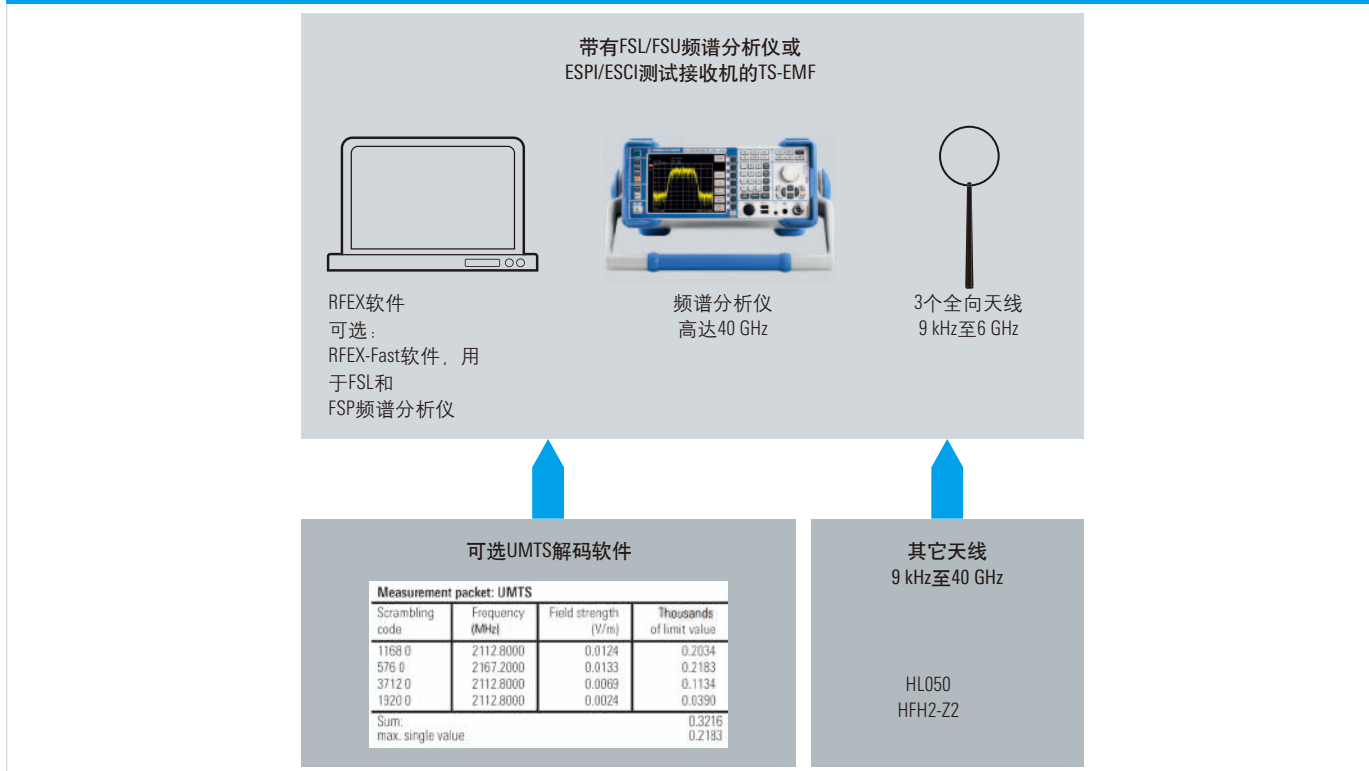 带有FSL/FSU频谱分析仪或
ESPI/ESCI测试接收机的TS-EMF
RFEX软件
可选：
RFEX-Fast软件，用
于FSL和
FSP频谱分析仪
频谱分析仪
高达40 GHz
3个全向天线
9 kHz至6 GHz
可选UMTS解码软件
Measurement packet: UMTS
Scrambling code Frequency (MHz) Field strength (V/m) Thousands of limit value
1168 0 2112.8000 0.0124 0.2034
576 0 2167.2000 0.0133 0.2183
3712 0 2112.8000 0.0069 0.1134
1920 0 2112.8000 0.0024 0.0390
Sum: 0.3216
max. single value 0.2183
其它天线
9 kHz至40 GHz
HL050
HFH2-Z2